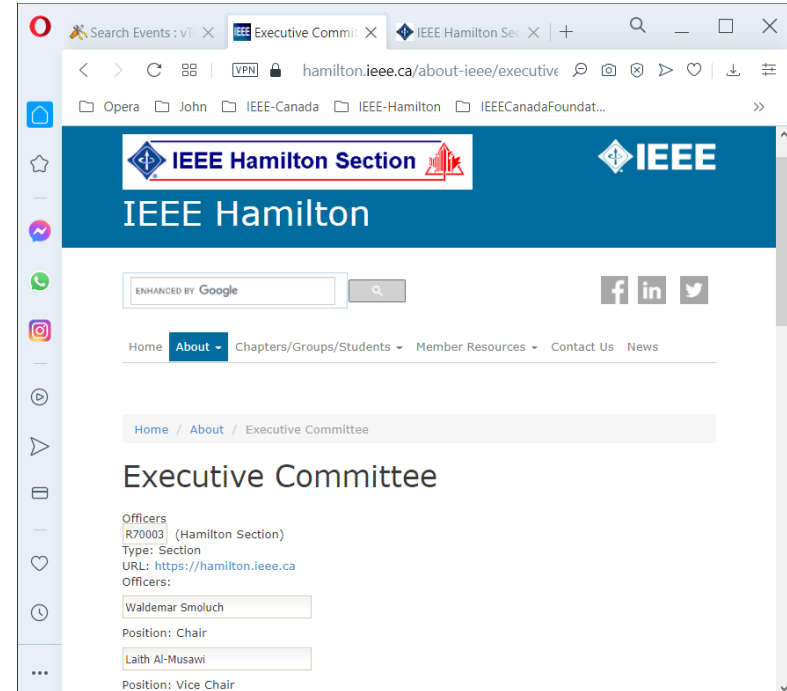 Search Events : vT
Executive Commit
IEEE Hamilton Sec
VPN
hamilton.ieee.ca/about-ieee/executive
Opera
John
IEEE-Canada
IEEE-Hamilton
IEEECanadaFoundat...
IEEE Hamilton Section
IEEE
IEEE Hamilton
ENHANCED BY Google
Home
About
Chapters/Groups/Students
Member Resources
Contact Us
News
Home / About / Executive Committee
Executive Committee
Officers
R70003 (Hamilton Section)
Type: Section
URL: https://hamilton.ieee.ca
Officers:
Waldemar Smoluch
Position: Chair
Laith Al-Musawi
Position: Vice Chair